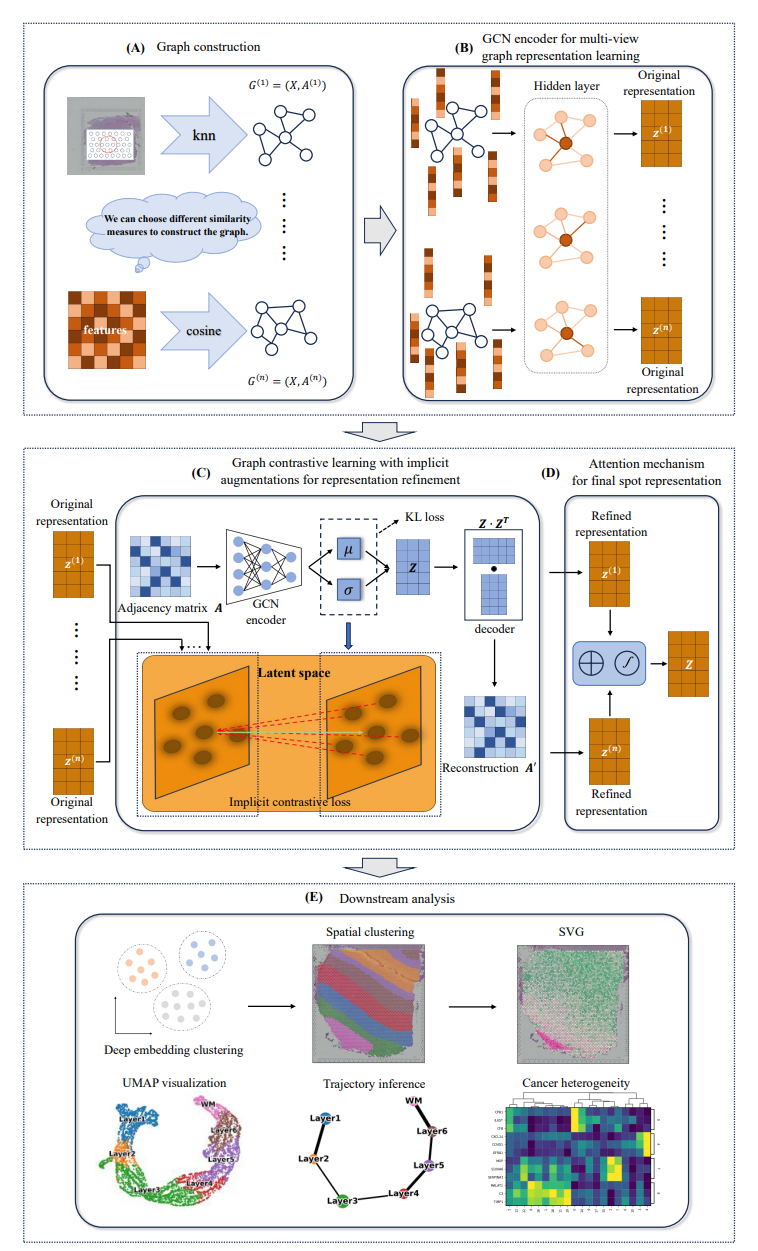 (A) Graph construction
G^(1) = (X, A^(1))
knn
We can choose different similarity
measures to construct the graph.
features
cosine
G^(n) = (X, A^(n))
(B) GCN encoder for multi-view
graph representation learning
Hidden layer
Original
representation
z^(1)
z^(n)
Original
representation
(C) Graph contrastive learning with implicit
augmentations for representation refinement
Original
representation
z^(1)
z^(n)
Original
representation
Adjacency matrix A
GCN
encoder
μ
σ
KL loss
Z
Z · Z^T
decoder
Latent space
Implicit contrastive loss
Reconstruction A′
(D) Attention mechanism
for final spot representation
Refined
representation
z^(1)
Z
z^(n)
Refined
representation
(E) Downstream analysis
Deep embedding clustering
Spatial clustering
SVG
UMAP visualization
Layer1
Layer2
Layer3
Layer4
Layer5
Layer6
WM
Trajectory inference
WM
Layer1
Layer6
Layer2
Layer5
Layer4
Layer3
Cancer heterogeneity